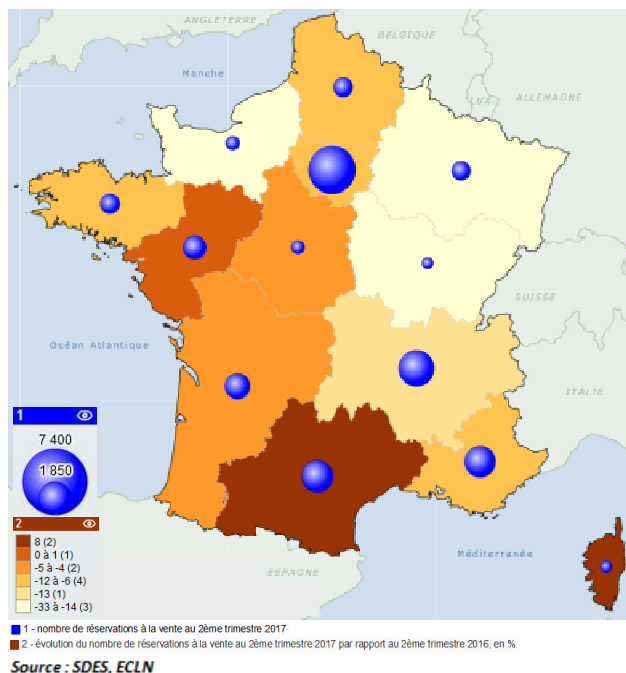 ANGLETERRE
BELGIQUE
Manche
LUX.
ALLEMAGNE
SUISSE
Océan Atlantique
ITALIE
1
7 400
1 850
2
8 (2)
0 à 1 (1)
-5 à -4 (2)
-12 à -6 (4)
-13 (1)
-33 à -14 (3)
Méditerranée
ESPAGNE
1 - nombre de réservations à la vente au 2ème trimestre 2017
2 - évolution du nombre de réservations à la vente au 2ème trimestre 2017 par rapport au 2ème trimestre 2016, en %
Source : SDES, ECLN